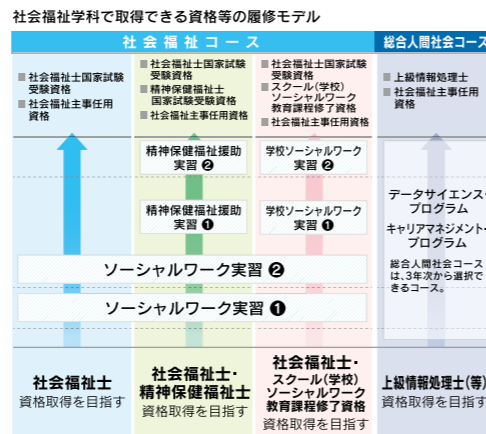 社会福祉学科で取得できる資格等の履修モデル
社会福祉コース
総合人間社会コース
■社会福祉士国家試験
受験資格
■社会福祉主事任用
資格
■社会福祉士国家試験
受験資格
■精神保健福祉士
国家試験受験資格
■社会福祉主事任用資格
■社会福祉士国家試験
受験資格
■スクール(学校)
ソーシャルワーク
教育課程修了資格
■社会福祉主事任用資格
■上級情報処理士
■社会福祉主事任用
資格
精神保健福祉援助
実習❷
学校ソーシャルワーク
実習❷
精神保健福祉援助
実習❶
学校ソーシャルワーク
実習❶
ソーシャルワーク実習❷
ソーシャルワーク実習❶
データサイエンス・
プログラム
キャリアマネジメント・
プログラム
総合人間社会コース
は、3年次から選択で
きるコース。
社会福祉士
資格取得を目指す
社会福祉士・
精神保健福祉士
資格取得を目指す
社会福祉士・
スクール(学校)
ソーシャルワーク
教育課程修了資格
資格取得を目指す
上級情報処理士(等)
資格取得を目指す